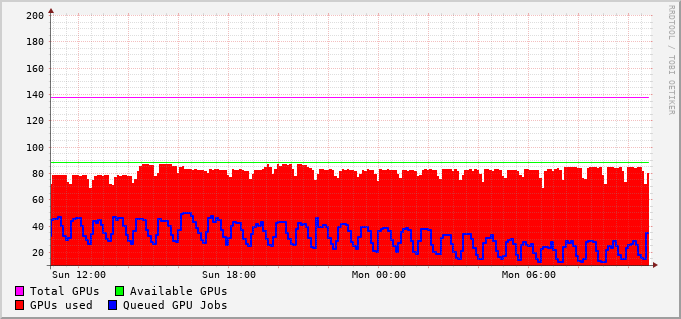 200
180
160
140
120
100
80
60
40
20
Sun 12:00 Sun 18:00 Mon 00:00 Mon 06:00
Total GPUs Available GPUs
GPUs used Queued GPU Jobs
RRDTOOL / TOBI OETIKER